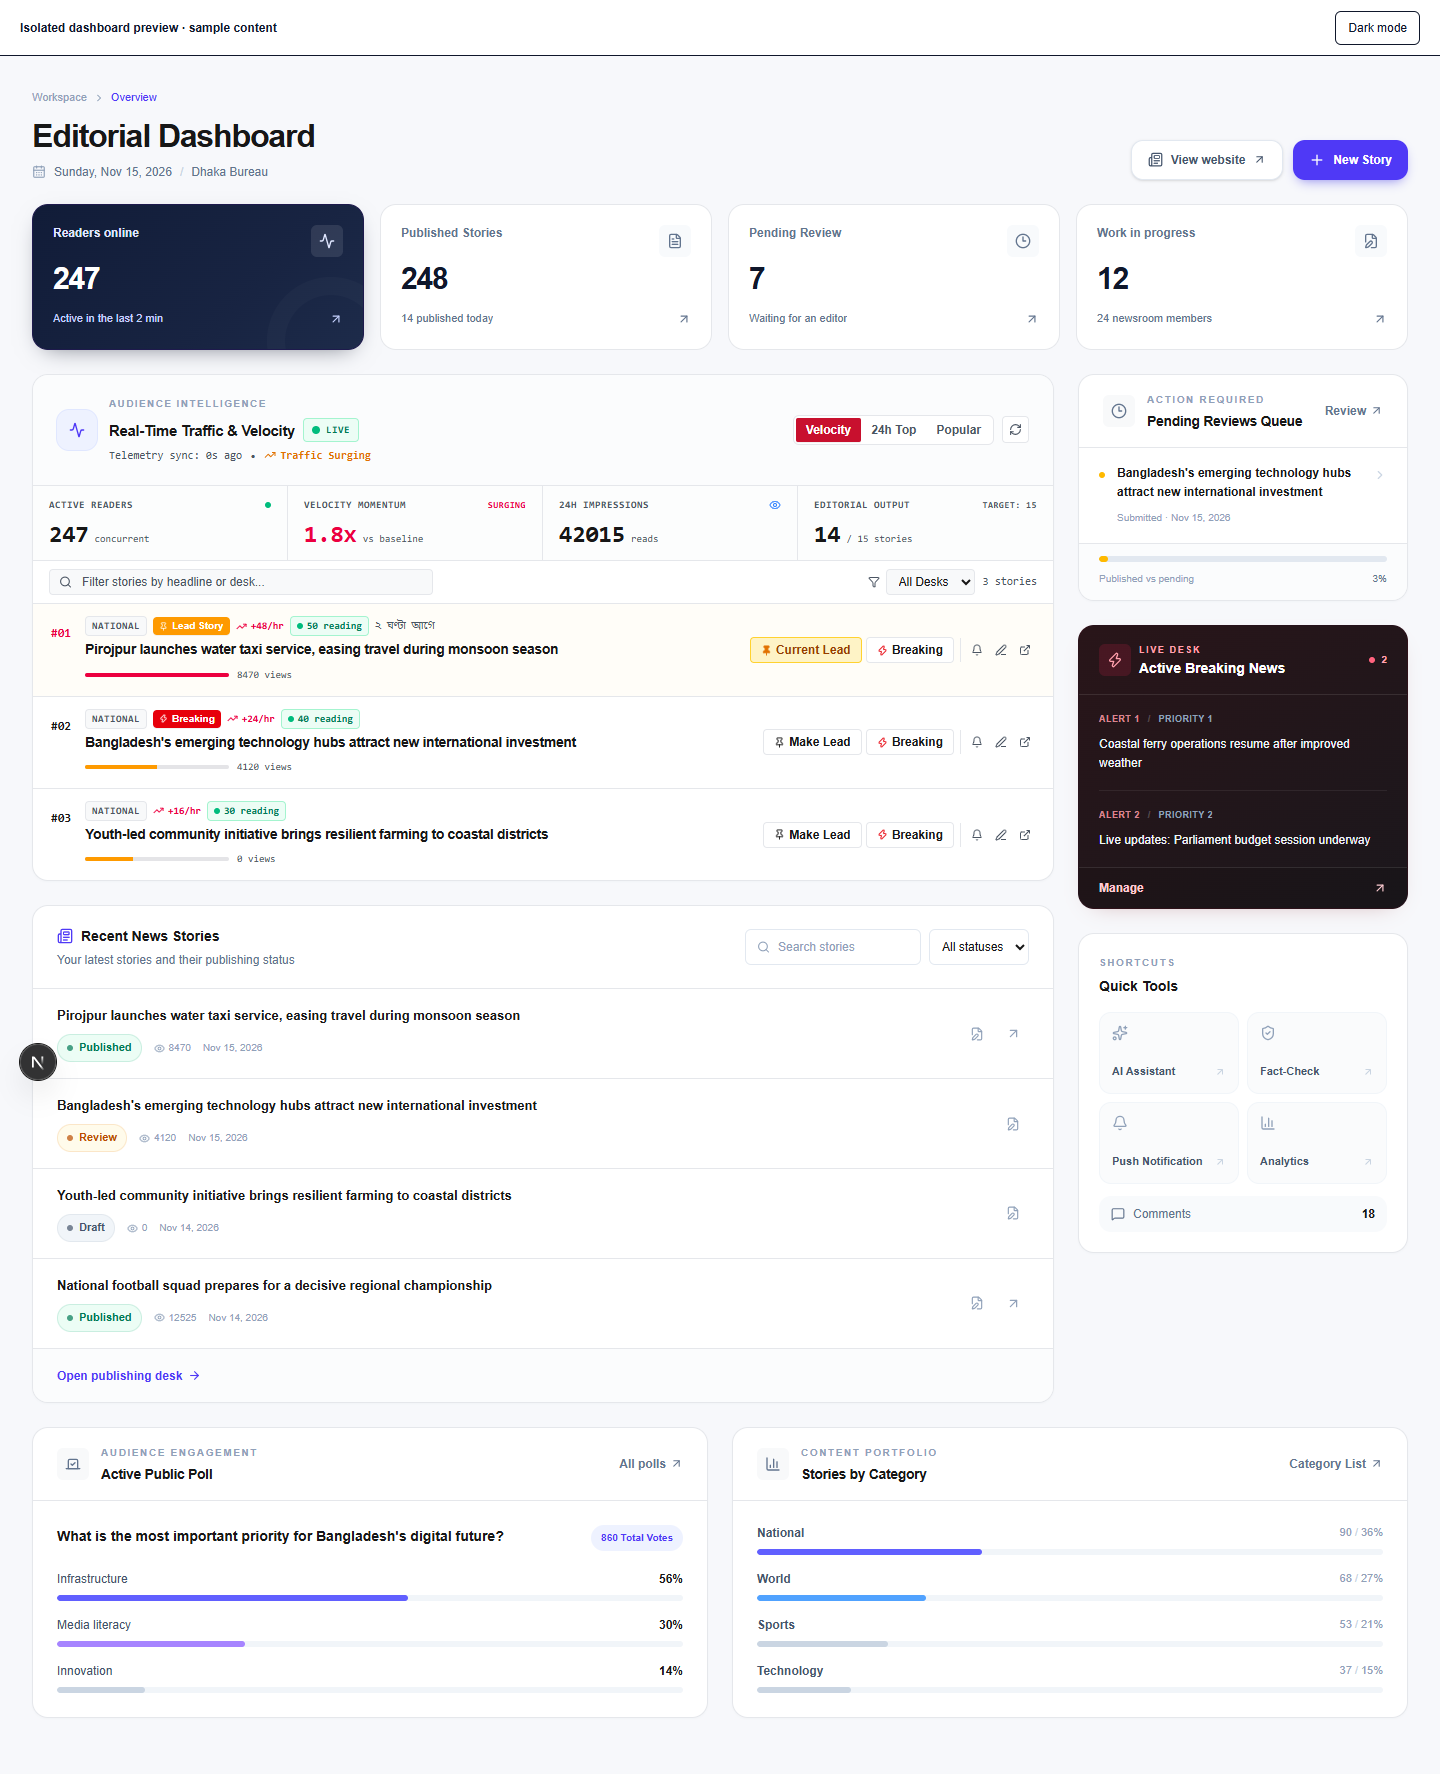 Isolated dashboard preview · sample content
Dark mode
Workspace > Overview
Editorial Dashboard
Sunday, Nov 15, 2026 / Dhaka Bureau
View website
New Story
Readers online
247
Active in the last 2 min
Published Stories
248
14 published today
Pending Review
7
Waiting for an editor
Work in progress
12
24 newsroom members
AUDIENCE INTELLIGENCE
Real-Time Traffic & Velocity
LIVE
Telemetry sync: 0s ago • Traffic Surging
Velocity
24h Top
Popular
ACTIVE READERS
247 concurrent
VELOCITY MOMENTUM SURGING
1.8x vs baseline
24H IMPRESSIONS
42015 reads
EDITORIAL OUTPUT TARGET: 15
14 / 15 stories
Filter stories by headline or desk...
All Desks
3 stories
#01
NATIONAL Lead Story +48/hr 50 reading ২ ঘণ্টা আগে
Pirojpur launches water taxi service, easing travel during monsoon season
8470 views
Current Lead
Breaking
#02
NATIONAL Breaking +24/hr 40 reading
Bangladesh's emerging technology hubs attract new international investment
4120 views
Make Lead
Breaking
#03
NATIONAL +16/hr 30 reading
Youth-led community initiative brings resilient farming to coastal districts
0 views
Make Lead
Breaking
ACTION REQUIRED
Pending Reviews Queue
Review
Bangladesh's emerging technology hubs
attract new international investment
Submitted · Nov 15, 2026
Published vs pending 3%
LIVE DESK
Active Breaking News
2
ALERT 1 / PRIORITY 1
Coastal ferry operations resume after improved
weather
ALERT 2 / PRIORITY 2
Live updates: Parliament budget session underway
Manage
SHORTCUTS
Quick Tools
AI Assistant
Fact-Check
Push Notification
Analytics
Comments 18
Recent News Stories
Your latest stories and their publishing status
Search stories
All statuses
Pirojpur launches water taxi service, easing travel during monsoon season
Published 8470 Nov 15, 2026
N
Bangladesh's emerging technology hubs attract new international investment
Review 4120 Nov 15, 2026
Youth-led community initiative brings resilient farming to coastal districts
Draft 0 Nov 14, 2026
National football squad prepares for a decisive regional championship
Published 12525 Nov 14, 2026
Open publishing desk
AUDIENCE ENGAGEMENT
Active Public Poll
All polls
What is the most important priority for Bangladesh's digital future?
860 Total Votes
Infrastructure 56%
Media literacy 30%
Innovation 14%
CONTENT PORTFOLIO
Stories by Category
Category List
National 90 / 36%
World 68 / 27%
Sports 53 / 21%
Technology 37 / 15%